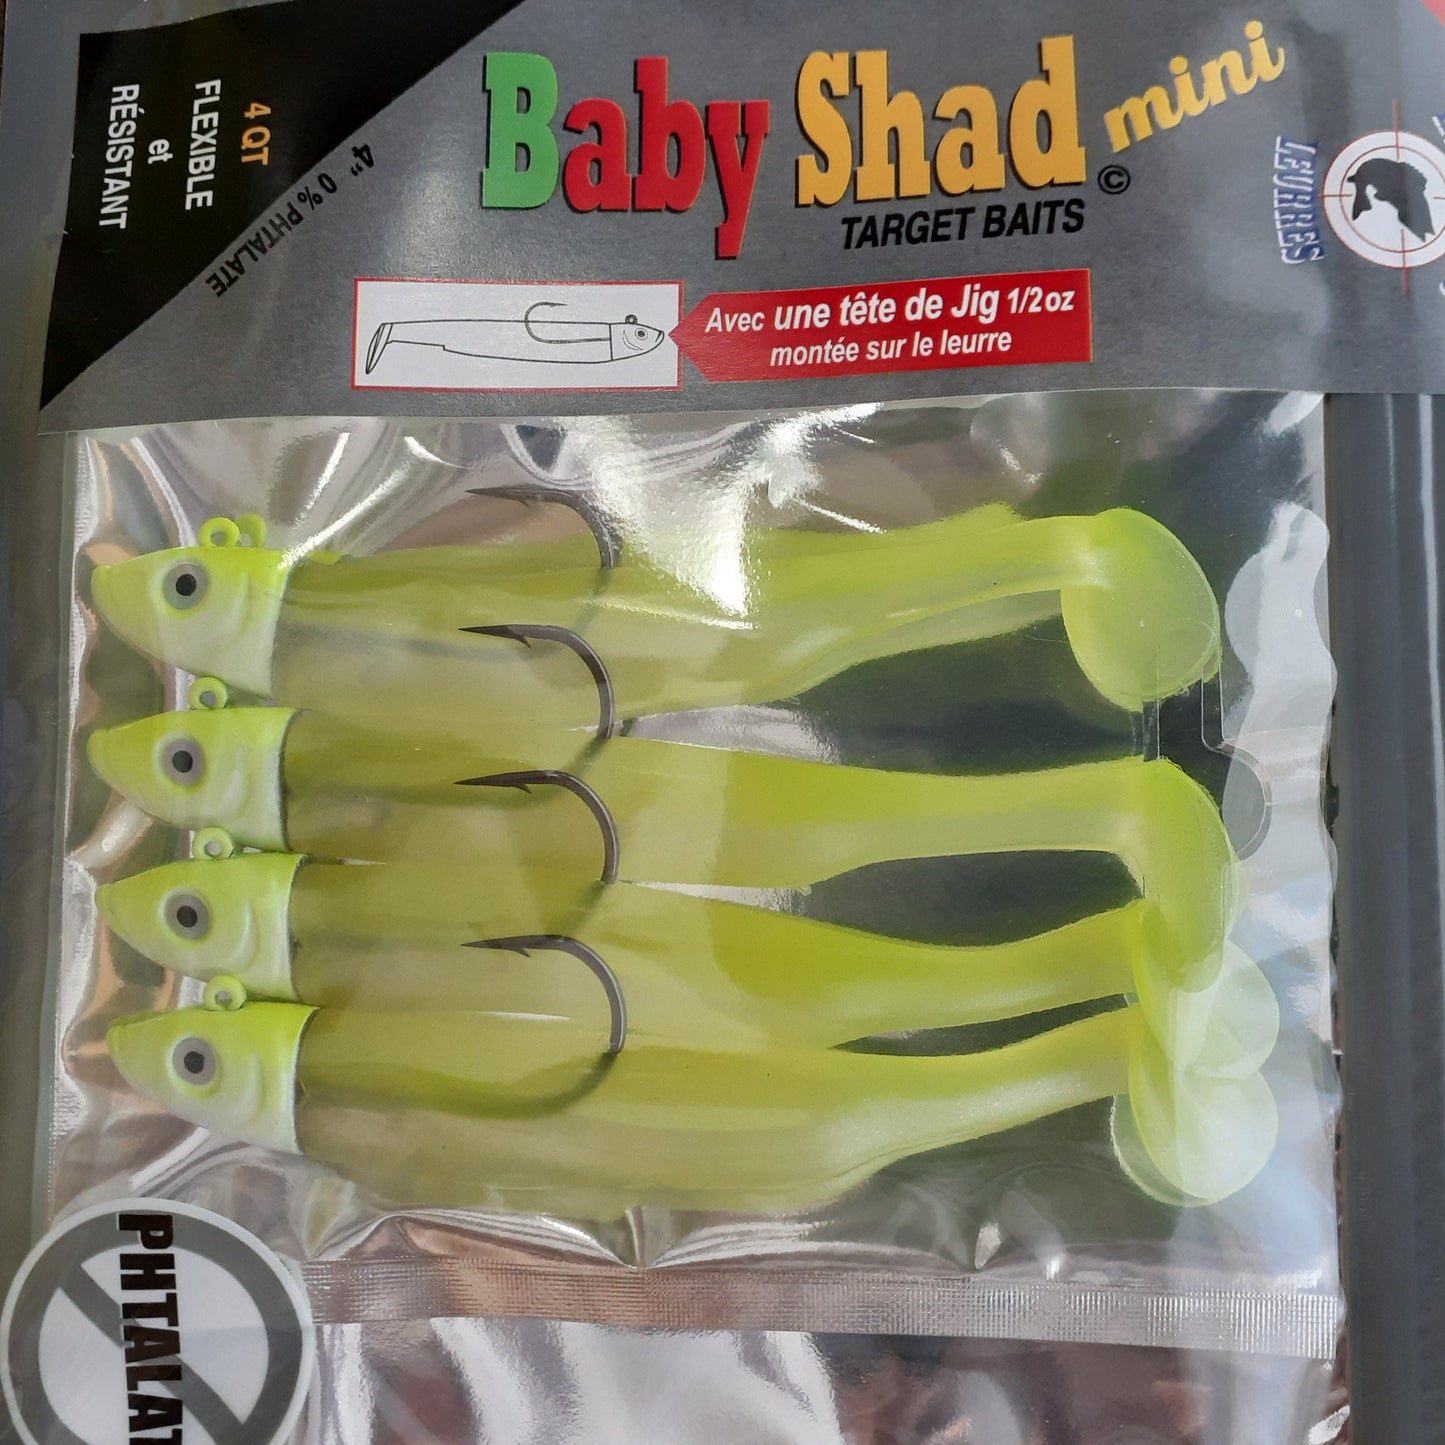 4 QT
FLEXIBLE
et
RÉSISTANT
4" 0% PHTALATE
Baby Shad mini
©
TARGET BAITS
Avec une tête de Jig 1/2oz
montée sur le leurre
LEURRES